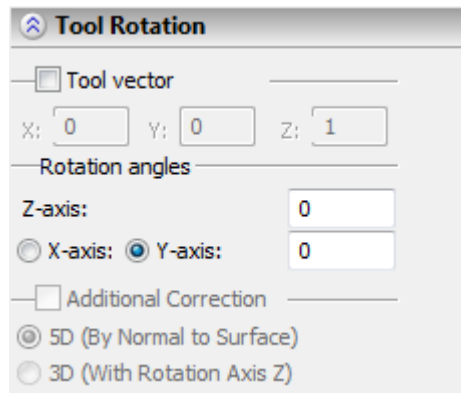 Tool Rotation
Tool vector
X: 0 Y: 0 Z: 1
Rotation angles
Z-axis: 0
X-axis: Y-axis: 0
Additional Correction
5D (By Normal to Surface)
3D (With Rotation Axis Z)